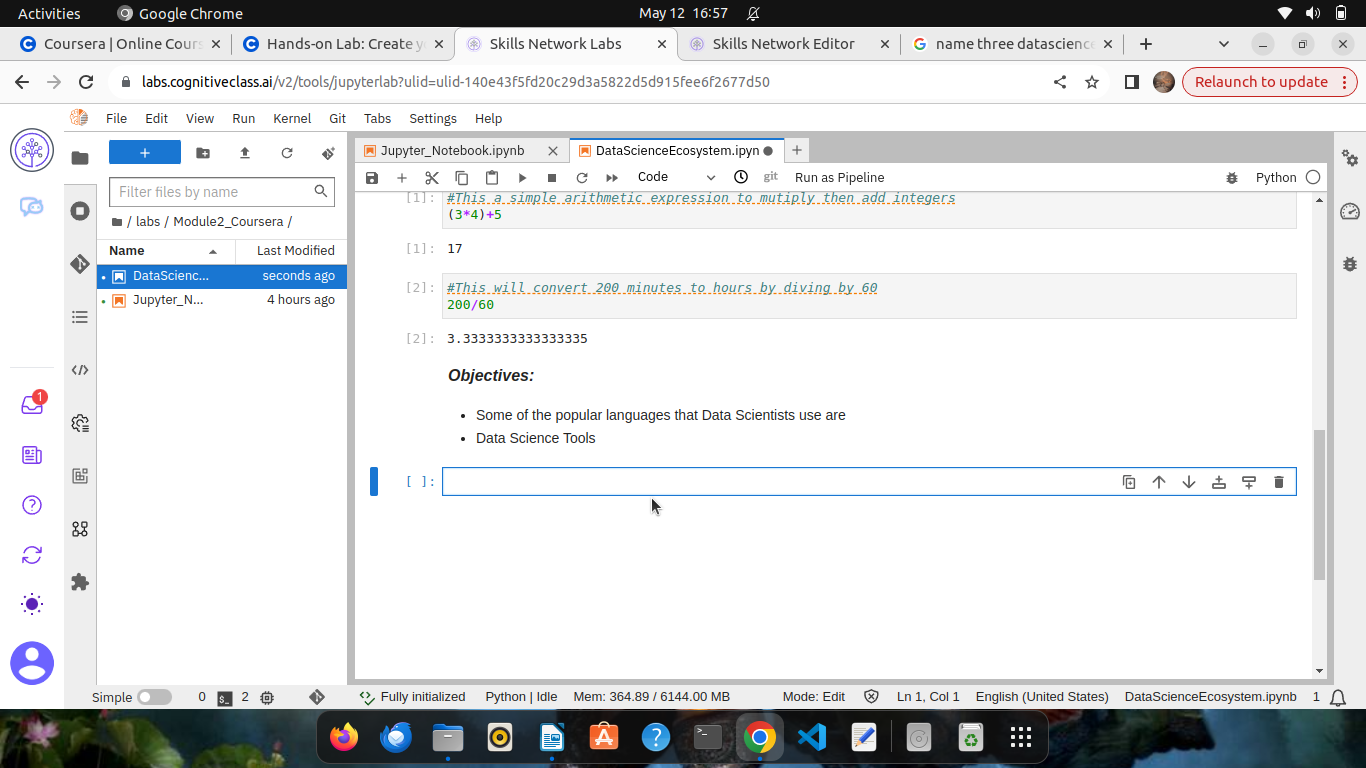 Activities
Google Chrome
May 12 16:57
Coursera | Online Cours
Hands-on Lab: Create y
Skills Network Labs
Skills Network Editor
name three datascience
labs.cognitiveclass.ai/v2/tools/jupyterlab?ulid=ulid-140e43f5fd20c29d3a5822d5d915fee6f2677d50
Relaunch to update
File Edit View Run Kernel Git Tabs Settings Help
Jupyter_Notebook.ipynb
DataScienceEcosystem.ipyn
Code
git
Run as Pipeline
Python
Filter files by name
/ labs / Module2_Coursera /
Name
Last Modified
DataScienc... seconds ago
Jupyter_N... 4 hours ago
1
[1]: #This a simple arithmetic expression to mutiply then add integers
(3*4)+5
[1]: 17
[2]: #This will convert 200 minutes to hours by diving by 60
200/60
[2]: 3.3333333333333335
Objectives:
• Some of the popular languages that Data Scientists use are
• Data Science Tools
[ ]:
Simple
0
2
Fully initialized
Python | Idle
Mem: 364.89 / 6144.00 MB
Mode: Edit
Ln 1, Col 1
English (United States)
DataScienceEcosystem.ipynb
1